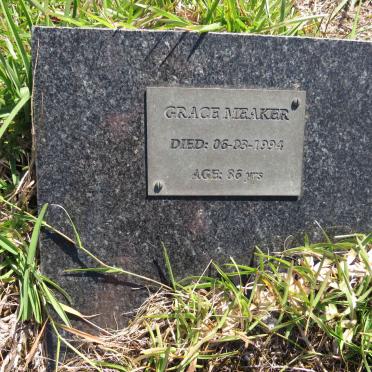 GRACE MEAKER
DIED: 06-03-1994
AGE: 86 yrs